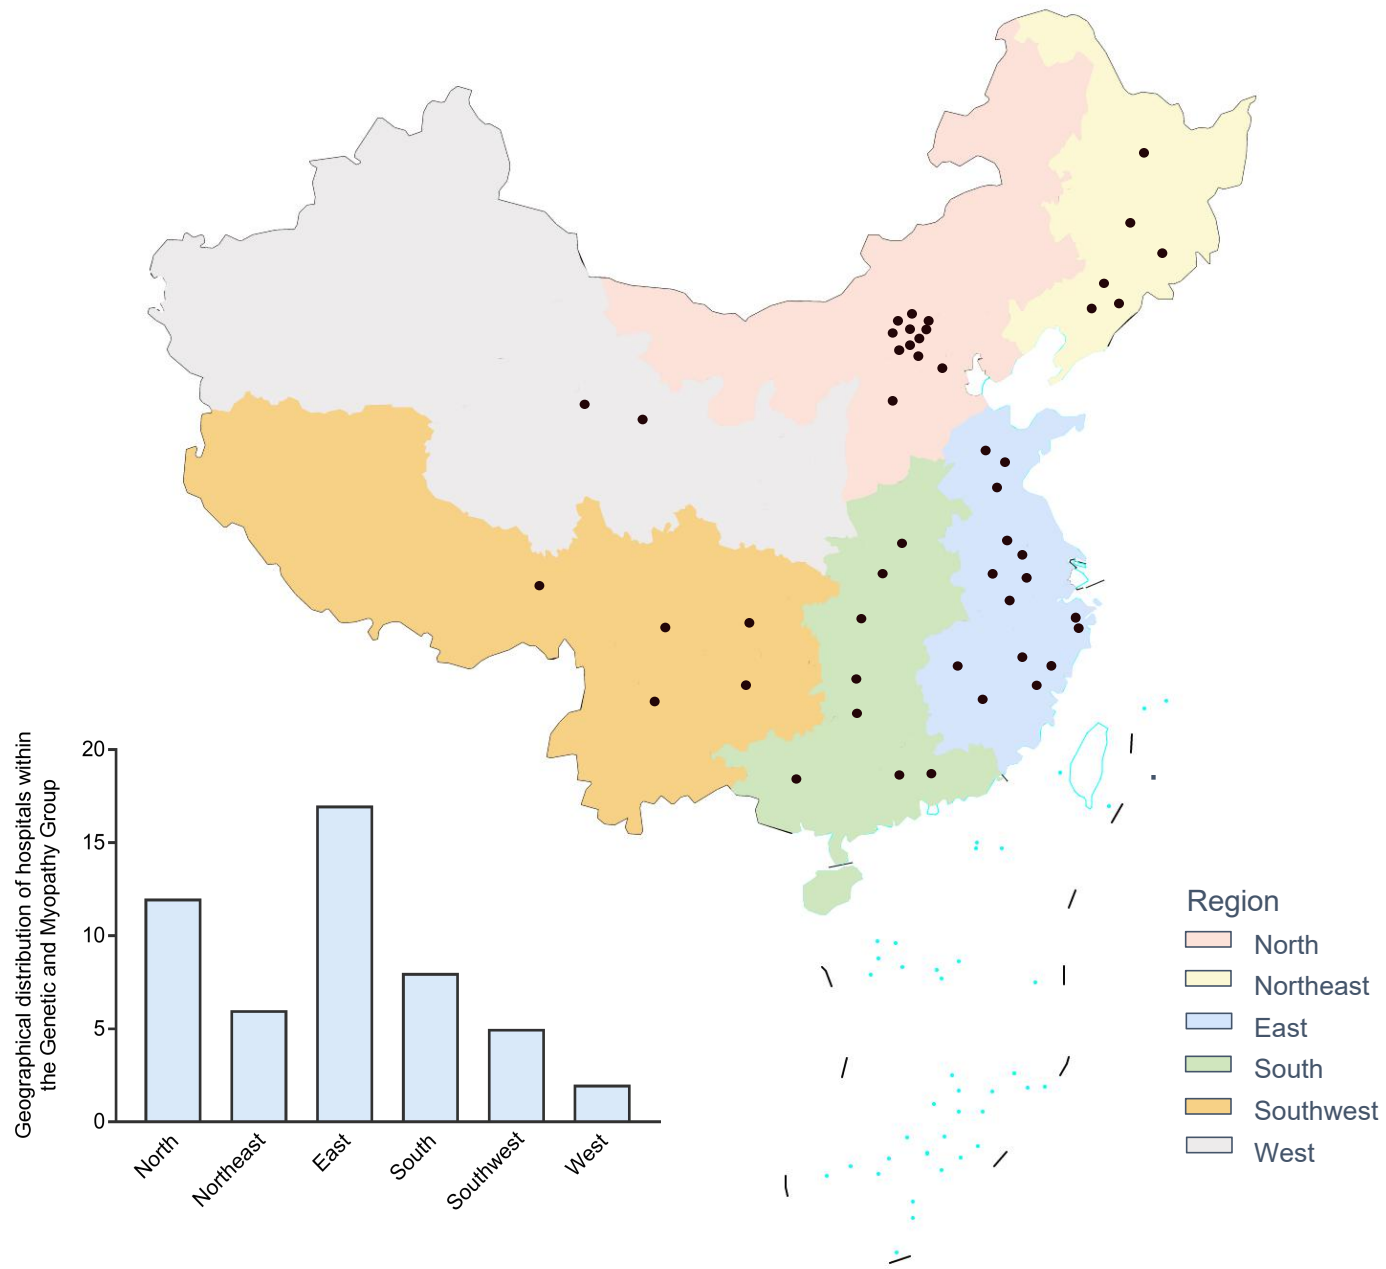 Geographical distribution of hospitals within
the Genetic and Myopathy Group
20
15
10
5
0
North
Northeast
East
South
Southwest
West
Region
North
Northeast
East
South
Southwest
West